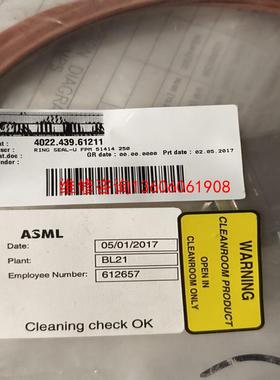 4022.439.61211
RING SEAL-U FPM 51414 250
GR date : 00.00.0000 Prt date : 02.05.2017
维修咨询13606061908
ASML
Date: 05/01/2017
Plant: BL21
Employee Number: 612657
Cleaning check OK
WARNING
CLEANROOM PRODUCT
OPEN IN
CLEANROOM ONLY